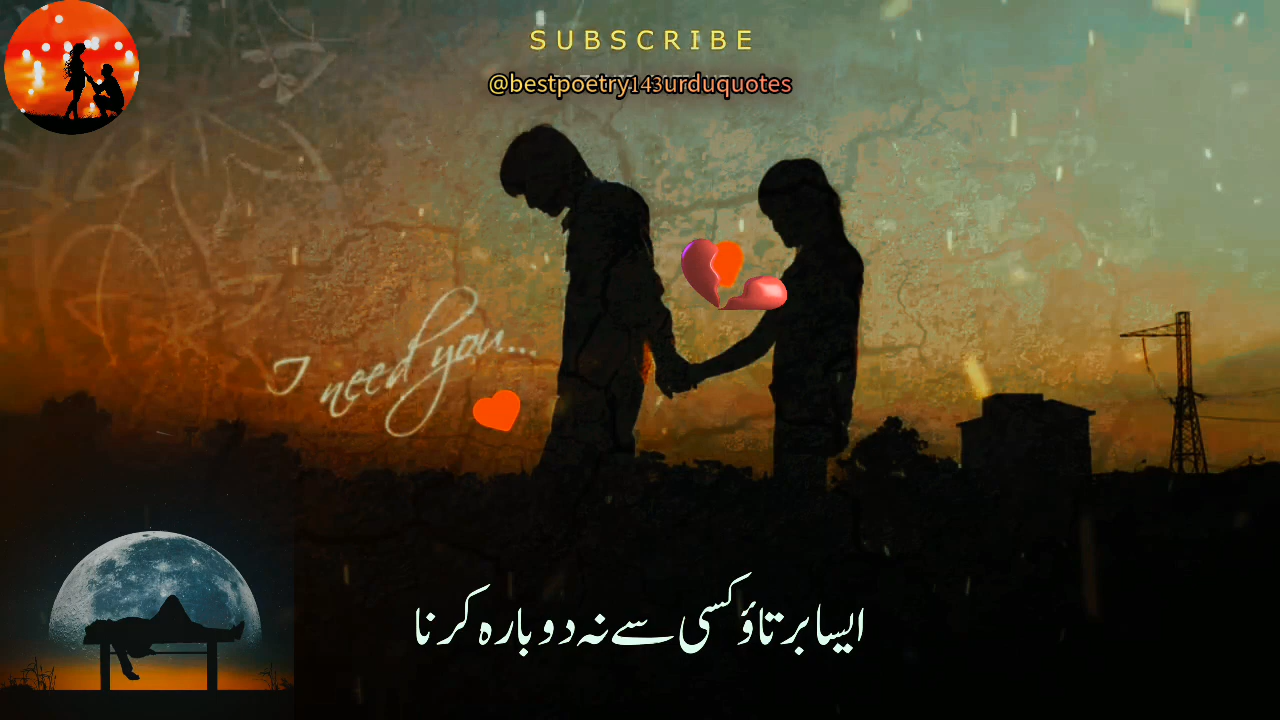 SUBSCRIBE
@bestpoetry143urduquotes
I need you...
ایسا برتاؤ کسی سے نہ دوبارہ کرنا